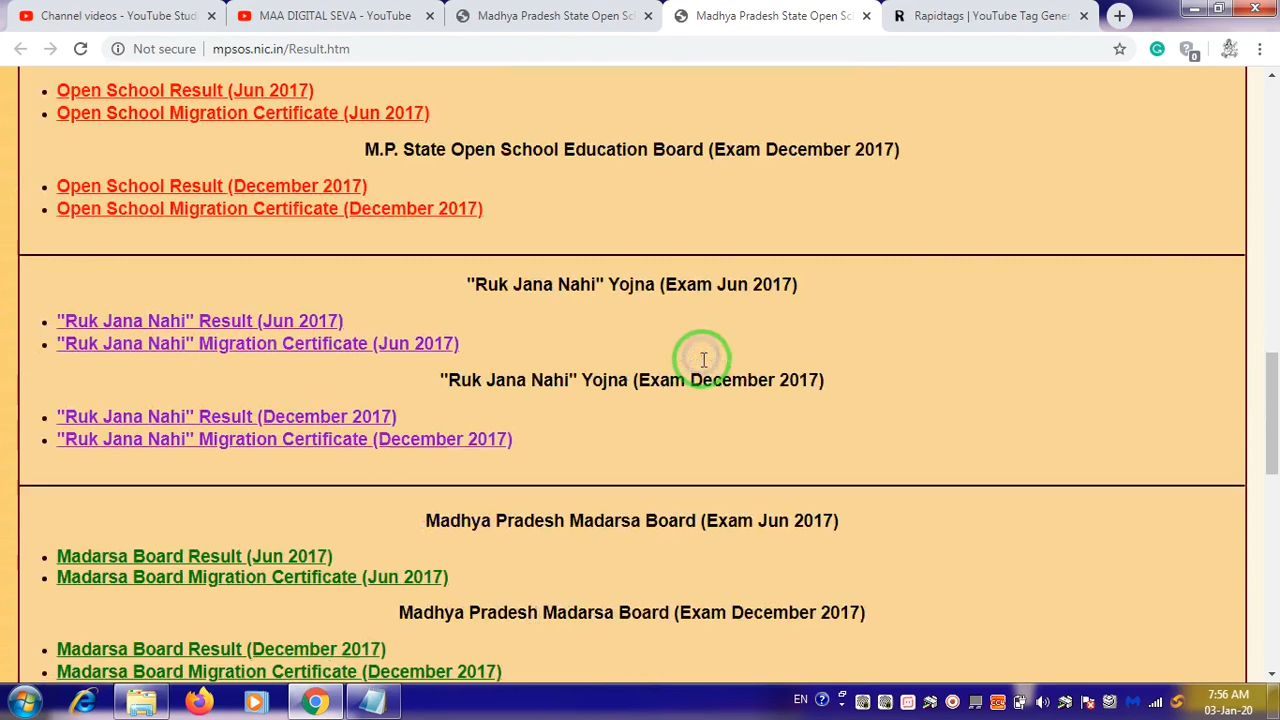 Channel videos - YouTube Stud
MAA DIGITAL SEVA - YouTube
Madhya Pradesh State Open Sc
Madhya Pradesh State Open Sc
Rapidtags | YouTube Tag Gener
Not secure
mpsos.nic.in/Result.htm
0
Open School Result (Jun 2017)
Open School Migration Certificate (Jun 2017)
M.P. State Open School Education Board (Exam December 2017)
Open School Result (December 2017)
Open School Migration Certificate (December 2017)
"Ruk Jana Nahi" Yojna (Exam Jun 2017)
"Ruk Jana Nahi" Result (Jun 2017)
"Ruk Jana Nahi" Migration Certificate (Jun 2017)
"Ruk Jana Nahi" Yojna (Exam December 2017)
"Ruk Jana Nahi" Result (December 2017)
"Ruk Jana Nahi" Migration Certificate (December 2017)
Madhya Pradesh Madarsa Board (Exam Jun 2017)
Madarsa Board Result (Jun 2017)
Madarsa Board Migration Certificate (Jun 2017)
Madhya Pradesh Madarsa Board (Exam December 2017)
Madarsa Board Result (December 2017)
Madarsa Board Migration Certificate (December 2017)
EN
7:56 AM
03-Jan-20